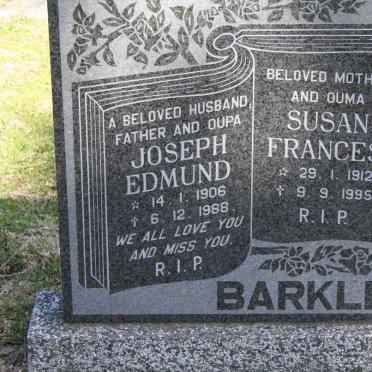 A BELOVED HUSBAND,
FATHER AND OUPA
JOSEPH
EDMUND
☆ 14 . 1 . 1906
✝ 6 . 12 . 1988
WE ALL LOVE YOU
AND MISS YOU.
R.I.P.
BELOVED MOTH
AND OUMA
SUSAN
FRANCES
☆ 29 . 1 . 1912
✝ 9 . 9 . 1995
R.I.P.
BARKL